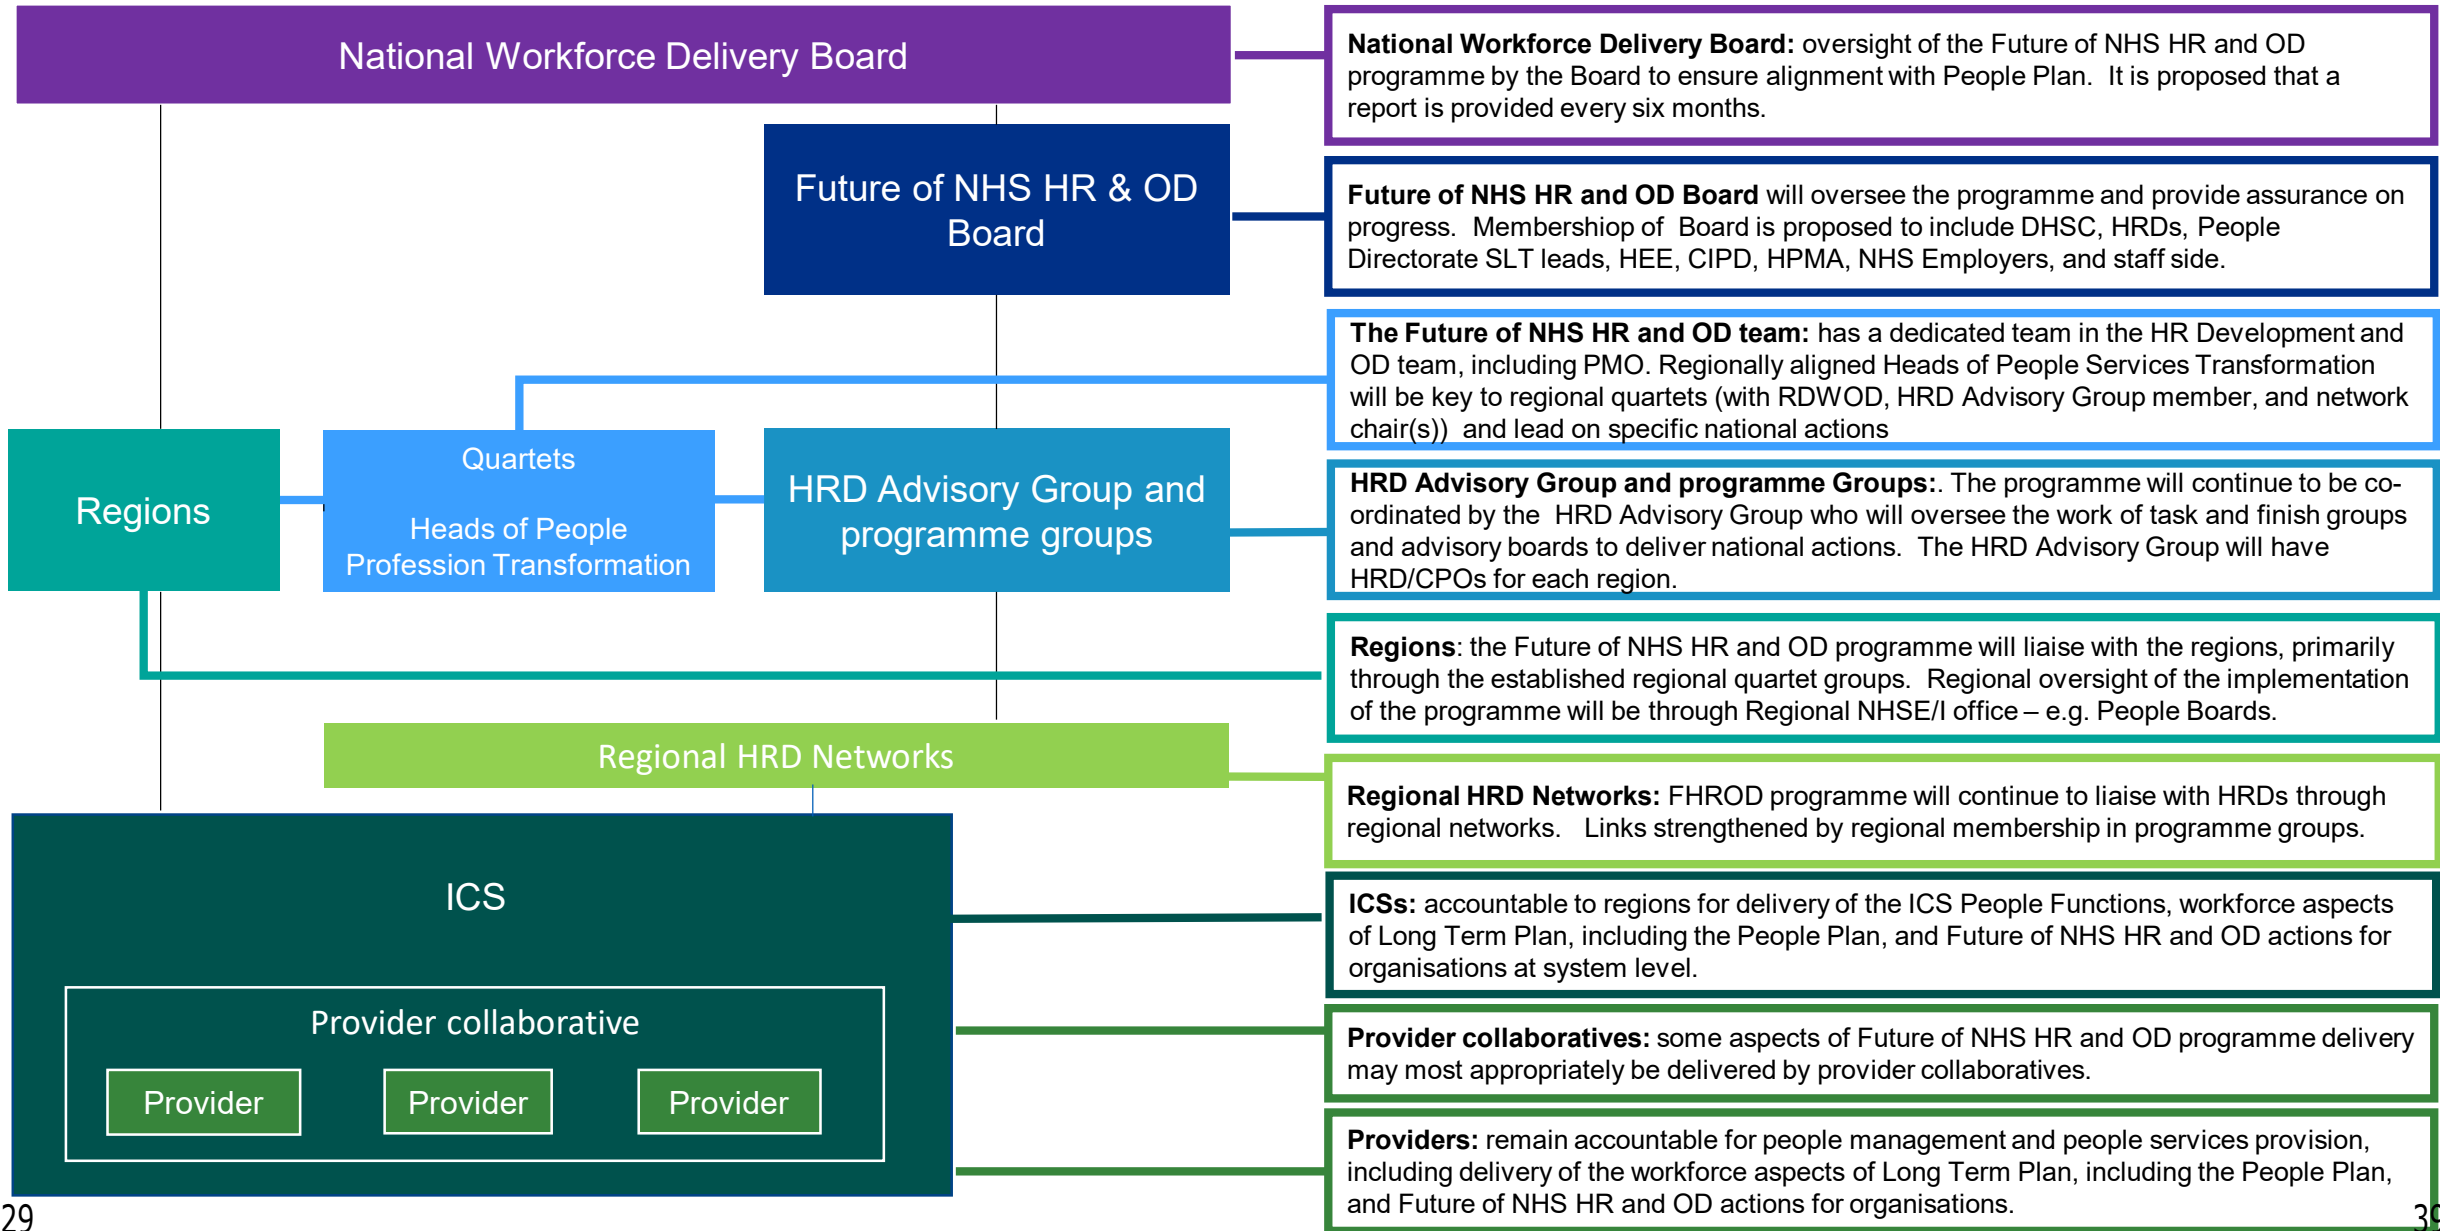 National Workforce Delivery Board
Future of NHS HR & OD
Board
Regions
Quartets
Heads of People
Profession Transformation
HRD Advisory Group and
programme groups
Regional HRD Networks
ICS
Provider collaborative
Provider
Provider
Provider
National Workforce Delivery Board: oversight of the Future of NHS HR and OD
programme by the Board to ensure alignment with People Plan. It is proposed that a
report is provided every six months.
Future of NHS HR and OD Board will oversee the programme and provide assurance on
progress. Membershiop of Board is proposed to include DHSC, HRDs, People
Directorate SLT leads, HEE, CIPD, HPMA, NHS Employers, and staff side.
The Future of NHS HR and OD team: has a dedicated team in the HR Development and
OD team, including PMO. Regionally aligned Heads of People Services Transformation
will be key to regional quartets (with RDWOD, HRD Advisory Group member, and network
chair(s)) and lead on specific national actions
HRD Advisory Group and programme Groups:. The programme will continue to be co-
ordinated by the HRD Advisory Group who will oversee the work of task and finish groups
and advisory boards to deliver national actions. The HRD Advisory Group will have
HRD/CPOs for each region.
Regions: the Future of NHS HR and OD programme will liaise with the regions, primarily
through the established regional quartet groups. Regional oversight of the implementation
of the programme will be through Regional NHSE/I office – e.g. People Boards.
Regional HRD Networks: FHROD programme will continue to liaise with HRDs through
regional networks. Links strengthened by regional membership in programme groups.
ICSs: accountable to regions for delivery of the ICS People Functions, workforce aspects
of Long Term Plan, including the People Plan, and Future of NHS HR and OD actions for
organisations at system level.
Provider collaboratives: some aspects of Future of NHS HR and OD programme delivery
may most appropriately be delivered by provider collaboratives.
Providers: remain accountable for people management and people services provision,
including delivery of the workforce aspects of Long Term Plan, including the People Plan,
and Future of NHS HR and OD actions for organisations.
29
39